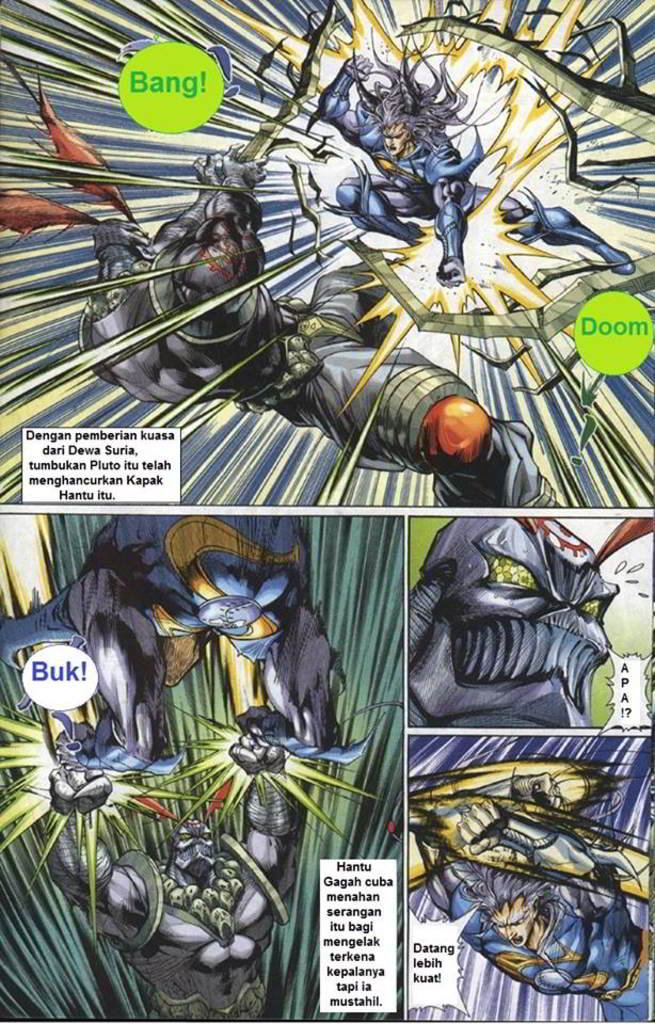 Bang!
Doom
Dengan pemberian kuasa
dari Dewa Suria,
tumbukan Pluto itu telah
menghancurkan Kapak
Hantu itu.
Buk!
Hantu
Gagah cuba
menahan
serangan
itu bagi
mengelak
terkena
kepalanya
tapi ia
mustahil.
A
P
A
!?
Datang
lebih
kuat!